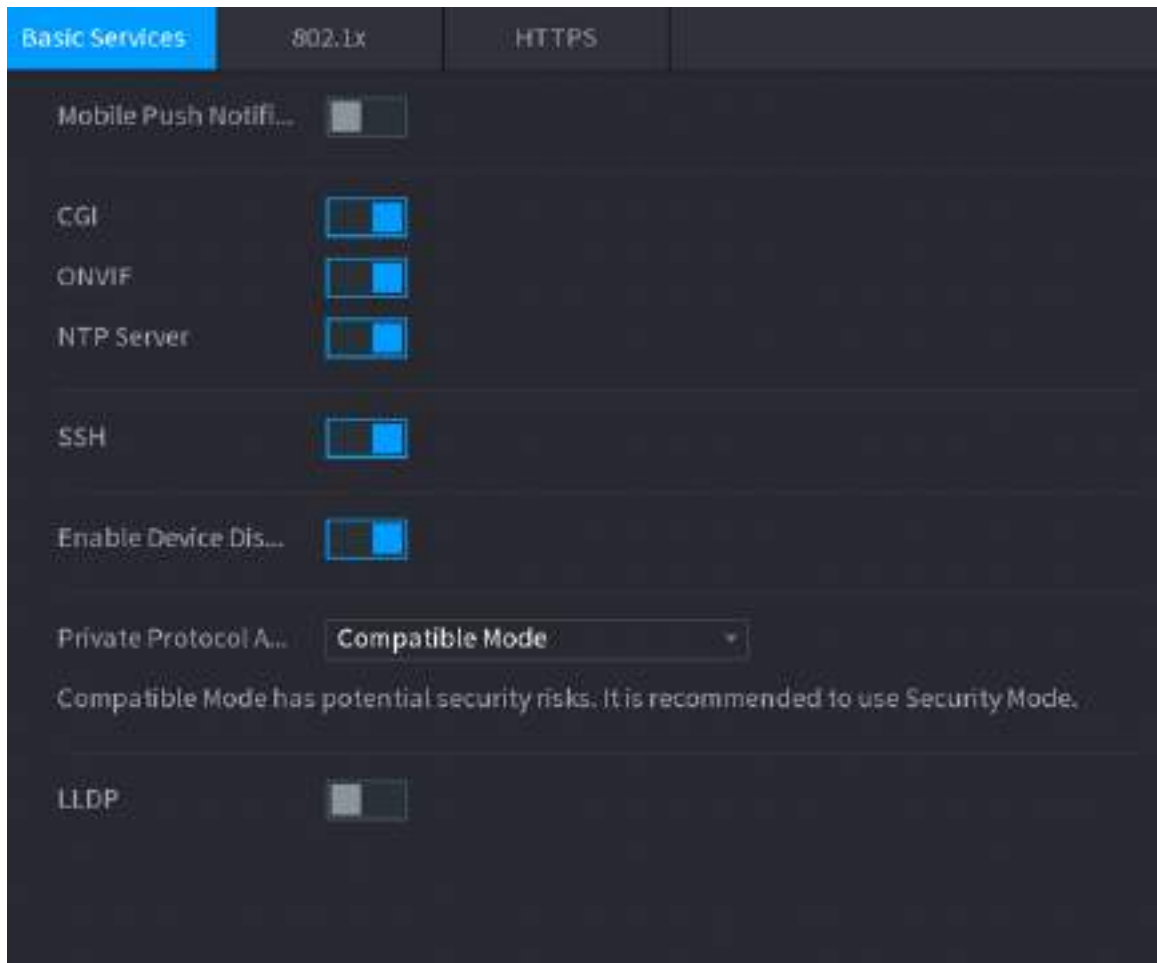 Basic Services 802.1x HTTPS
Mobile Push Notifi...
CGI
ONVIF
NTP Server
SSH
Enable Device Dis...
Private Protocol A... Compatible Mode
Compatible Mode has potential security risks. It is recommended to use Security Mode.
LLDP